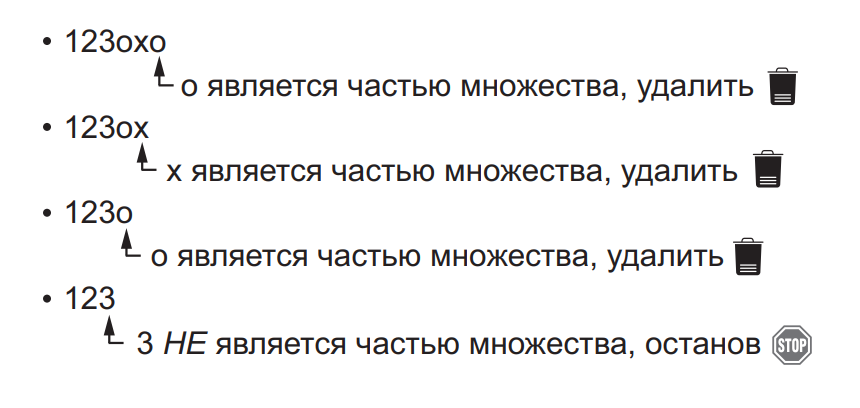 • 123oxo
o является частью множества, удалить
• 123ox
x является частью множества, удалить
• 123o
o является частью множества, удалить
• 123
3 НЕ является частью множества, останов STOP